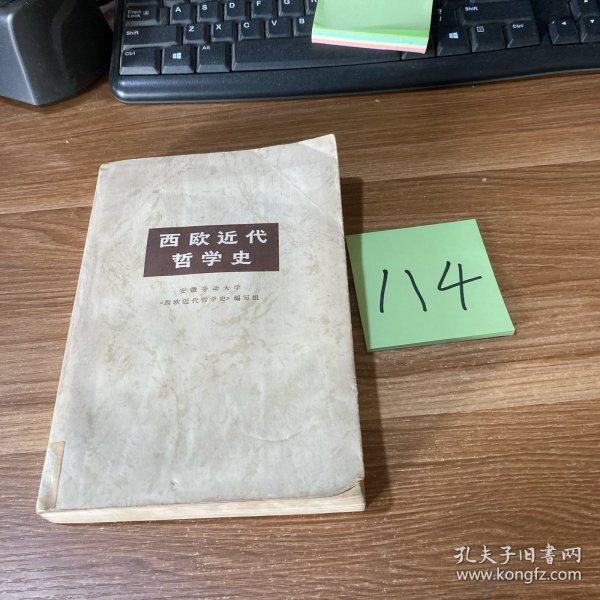 西欧近代
哲学史
安徽劳动大学
《西欧近代哲学史》编写组
114
孔夫子旧书网
www.kongfz.com